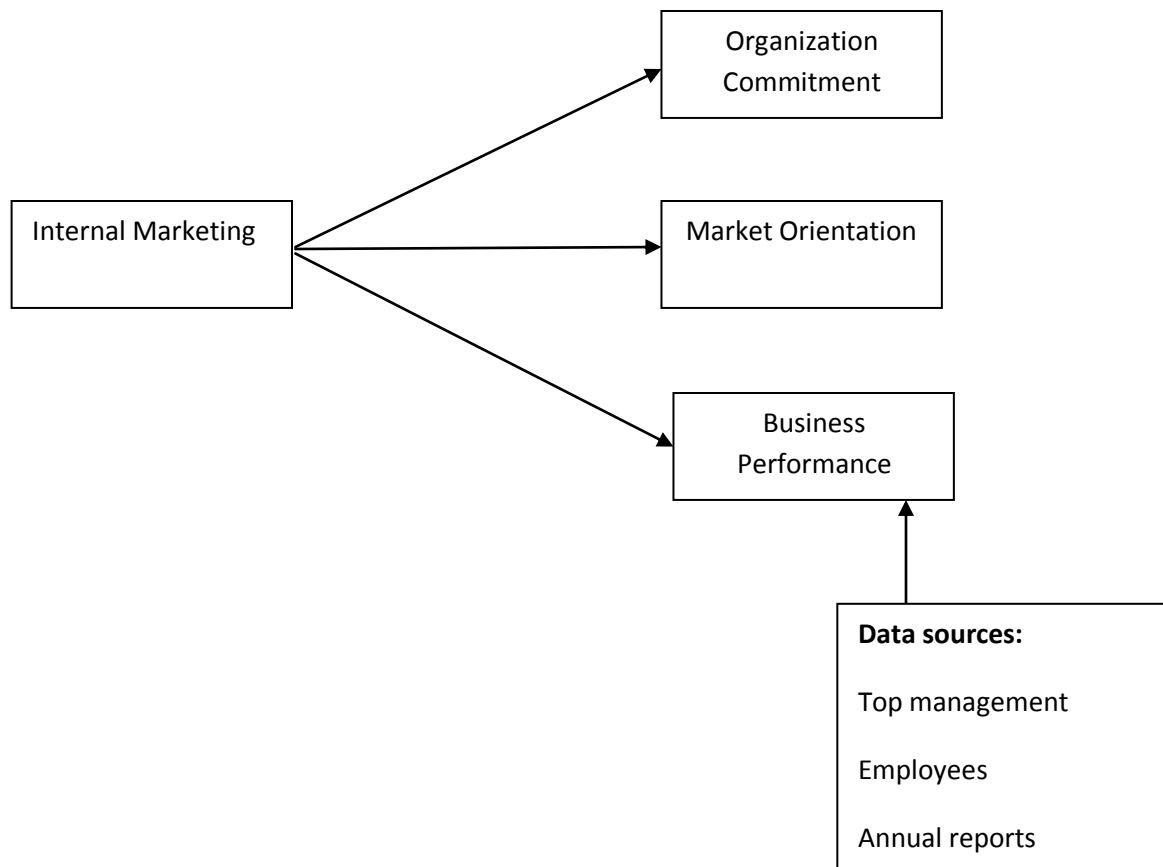 Organization
Commitment
Internal Marketing
Market Orientation
Business
Performance
Data sources:
Top management
Employees
Annual reports